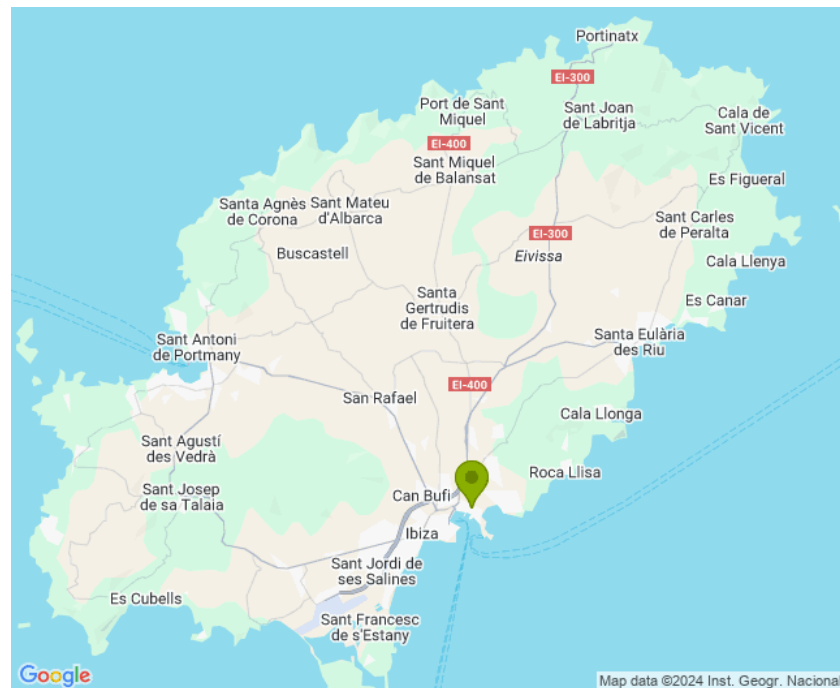 Portinatx
EI-300
Port de Sant
Miquel
Sant Joan
de Labritja
Cala de
Sant Vicent
EI-400
Sant Miquel
de Balansat
Es Figueral
Santa Agnès
de Corona
Sant Mateu
d'Albarca
Sant Carles
de Peralta
EI-300
Buscastell
Eivissa
Cala Llenya
Santa
Gertrudis
de Fruitera
Es Canar
Sant Antoni
de Portmany
Santa Eulària
des Riu
EI-400
San Rafael
Cala Llonga
Sant Agustí
des Vedrà
Roca Llisa
Sant Josep
de sa Talaia
Can Bufí
Ibiza
Sant Jordi de
ses Salines
Es Cubells
Sant Francesc
de s'Estany
Google
Map data ©2024 Inst. Geogr. Nacional